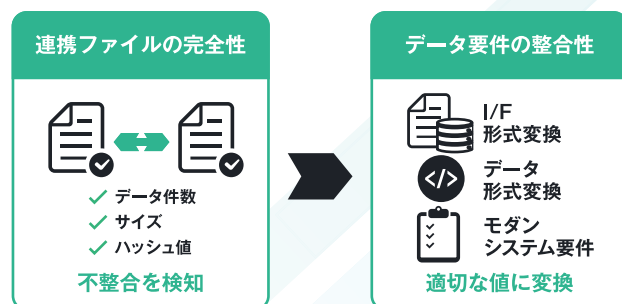 連携ファイルの完全性
データ件数
サイズ
ハッシュ値
不整合を検知
データ要件の整合性
I/F
形式変換
</>
データ
形式変換
モダン
システム要件
適切な値に変換